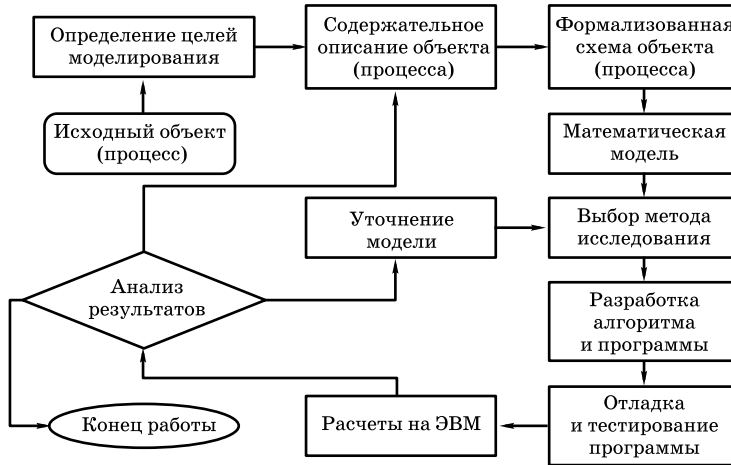 Определение целей
моделирования
Содержательное
описание объекта
(процесса)
Формализованная
схема объекта
(процесса)
Исходный объект
(процесс)
Математическая
модель
Уточнение
модели
Выбор метода
исследования
Анализ
результатов
Разработка
алгоритма
и программы
Конец работы
Расчеты на ЭВМ
Отладка
и тестирование
программы